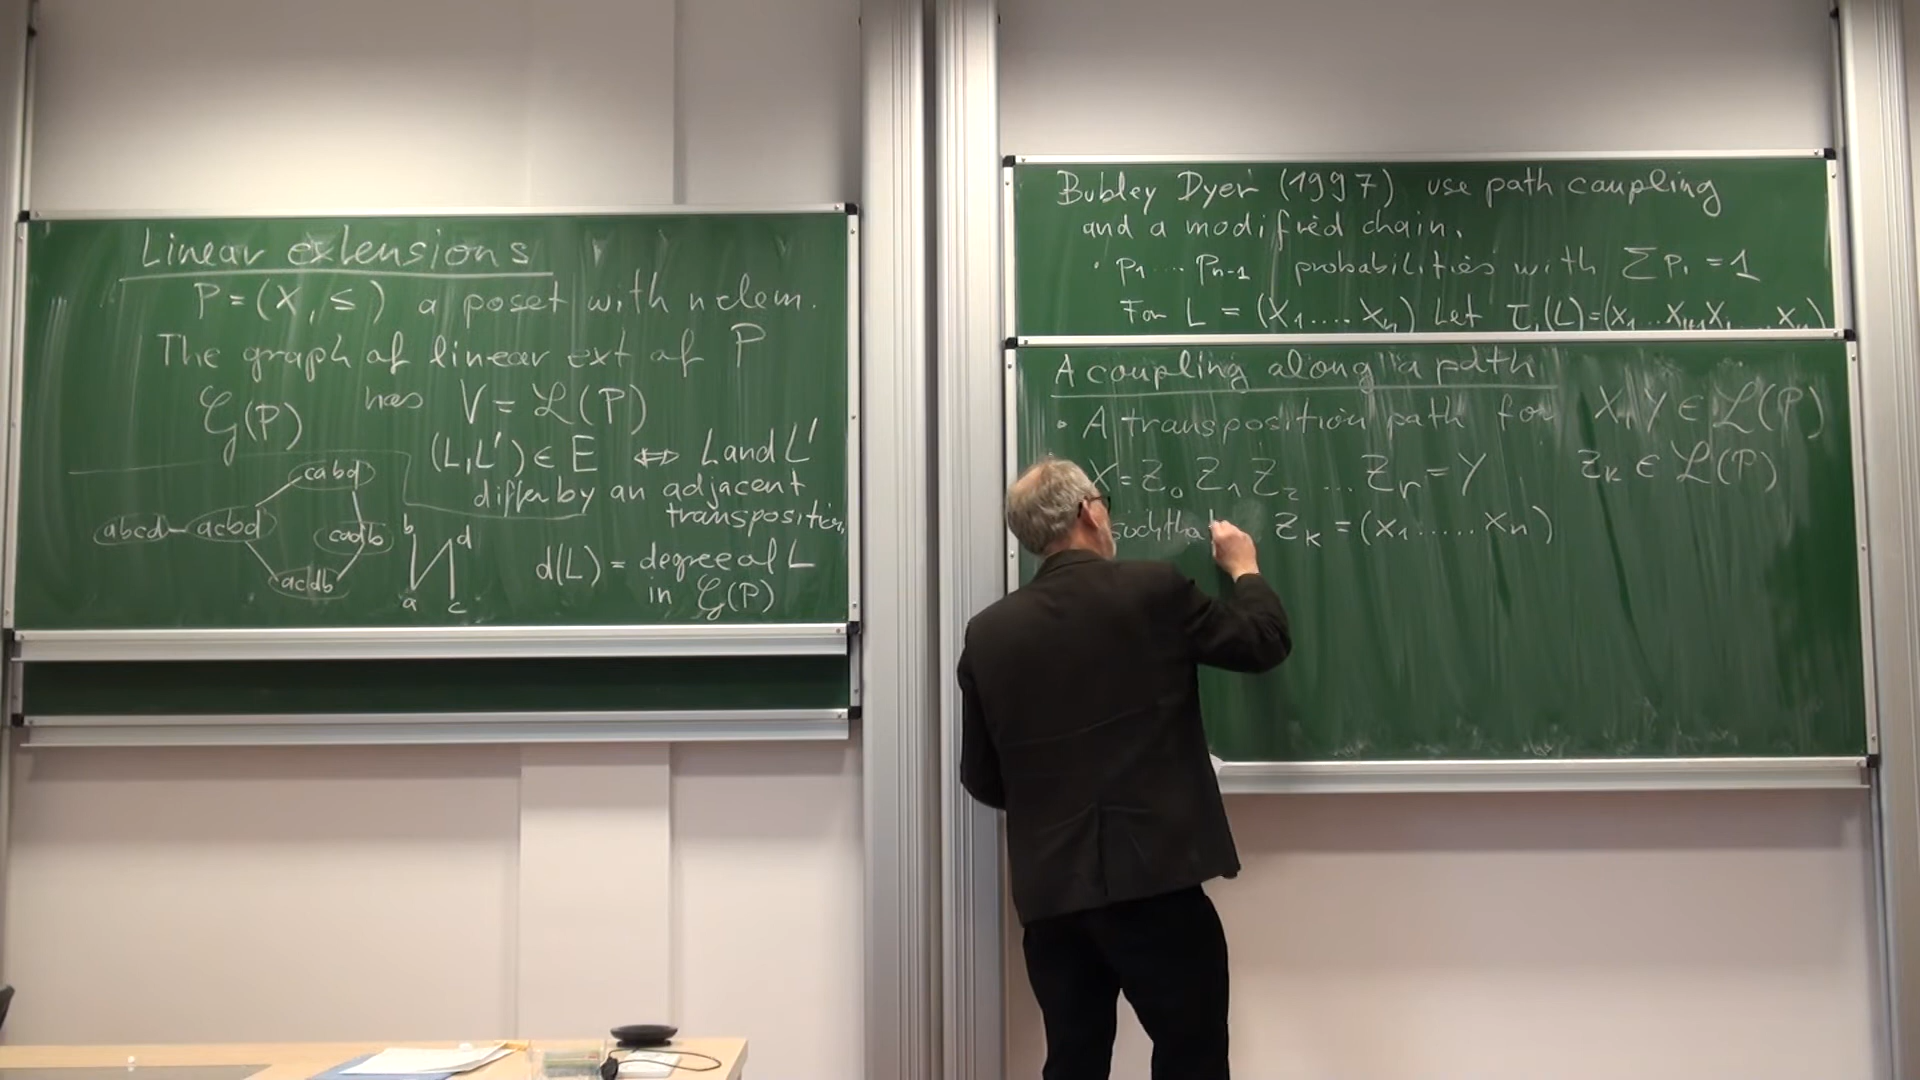 Linear extensions
P = (X, ≤) a poset with n elem.
The graph of linear ext of P
G(P) has V = L(P)
(L, L') ∈ E ⇔ L and L'
differ by an adjacent
transposition
cabd
abcd acbd cadb
acdb
b d
a c
d(L) = degree of L
in G(P)
Bubley Dyer (1997) use path coupling
and a modified chain.
· p₁ .... pₙ₋₁ probabilities with Σ pᵢ = 1
For L = (x₁ .... xₙ) Let τᵢ(L) = (x₁ .. xᵢ₊₁ xᵢ ... xₙ)
A coupling along a path
· A transposition path for X, Y ∈ L(P)
X = Z₀ Z₁ Z₂ ... Zᵣ = Y Zₖ ∈ L(P)
such that Zₖ = (x₁ ..... xₙ)